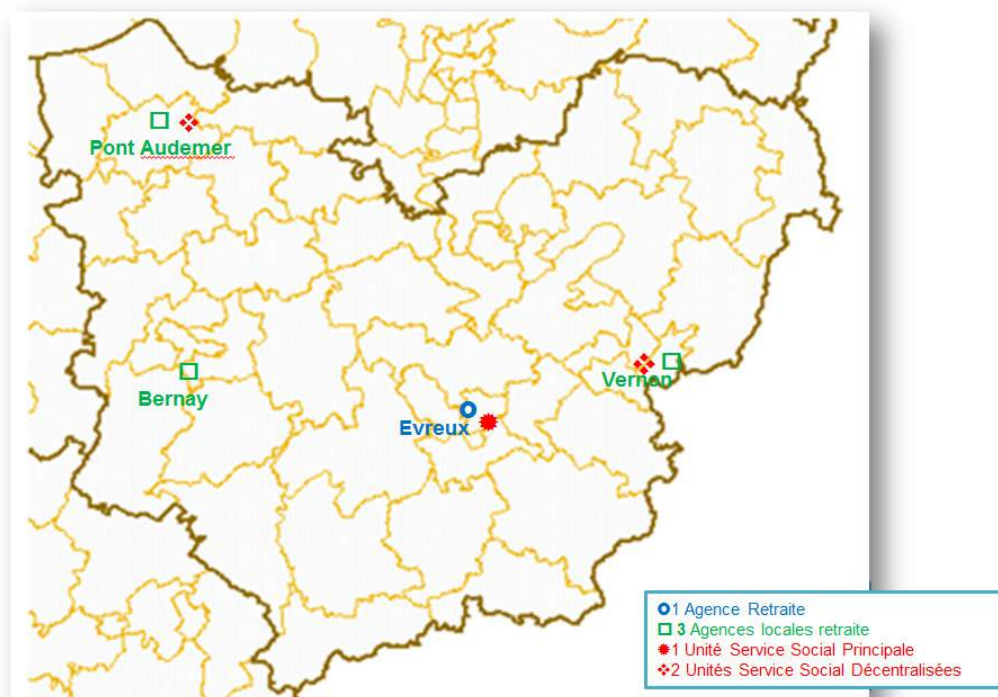 Pont Audemer
Vernon
Bernay
Evreux
1 Agence Retraite
3 Agences locales retraite
1 Unité Service Social Principale
2 Unités Service Social Décentralisées